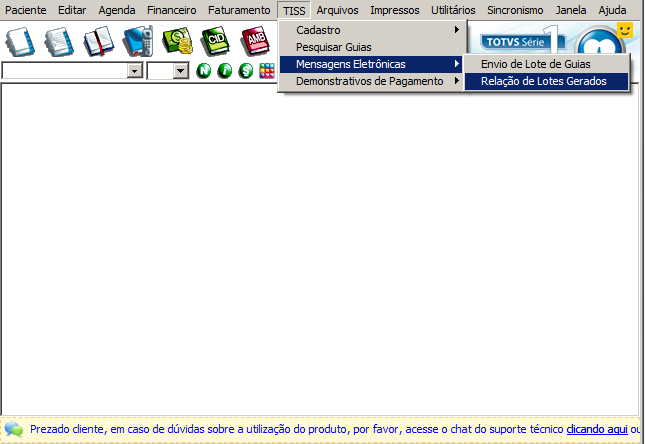 Paciente Editar Agenda Financeiro Faturamento TISS Arquivos Impressos Utilitários Sincronismo Janela Ajuda
Cadastro
Pesquisar Guias
Mensagens Eletrônicas
Demonstrativos de Pagamento
Envio de Lote de Guias
Relação de Lotes Gerados
TOTVS Série 1
CID
AMB
N
I
S
Prezado cliente, em caso de dúvidas sobre a utilização do produto, por favor, acesse o chat do suporte técnico clicando aqui ou